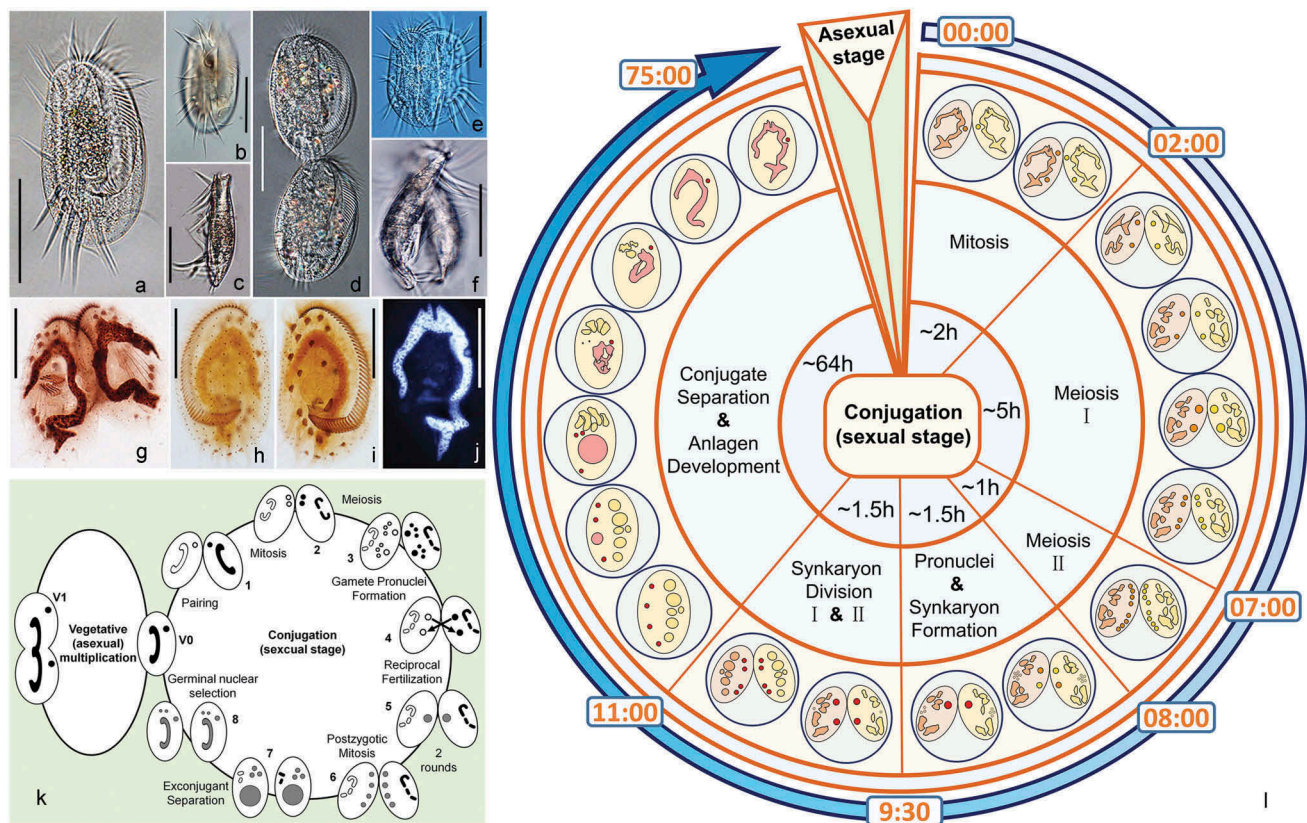 a
b
c
d
e
f
g
h
i
j
k
V1
Vegetative
(asexual)
multiplication
V0
Conjugation
(sexcual stage)
1
Pairing
Mitosis
2
Meiosis
3
Gamete Pronuclei
Formation
4
Reciprocal
Fertilization
5
2
rounds
Postzygotic
Mitosis
6
7
Exconjugant
Separation
Germinal nuclear
selection
8
l
Asexual
stage
00:00
02:00
07:00
08:00
9:30
11:00
75:00
Mitosis
~2h
Meiosis
I
~5h
Meiosis
II
~1h
Pronuclei
&
Synkaryon
Formation
~1.5h
Synkaryon
Division
I & II
~1.5h
Conjugate
Separation
&
Anlagen
Development
~64h
Conjugation
(sexual stage)